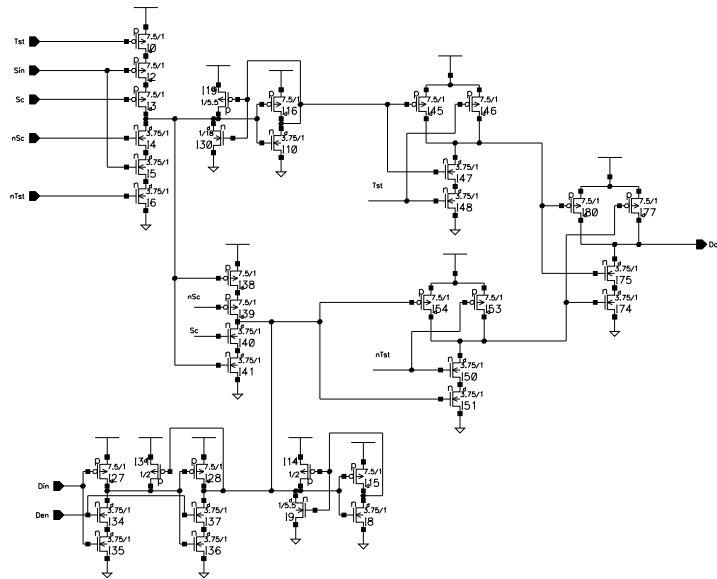 p
7.5/1
Tst
I0
p
7.5/1
Sin
I2
p
7.5/1
Sc
I3
n
3.75/1
nSc
I4
n
3.75/1
I5
n
3.75/1
nTst
I6
I19
1/5.5
p
1/18
n
I30
p
7.5/1
I16
n
3.75/1
I10
p
7.5/1
I45
p
7.5/1
I46
n
3.75/1
I47
Tst
n
3.75/1
I48
p
7.5/1
I80
p
7.5/1
I77
n
3.75/1
I75
n
3.75/1
I74
p
7.5/1
I38
nSc
p
7.5/1
I39
Sc
n
3.75/1
I40
n
3.75/1
I41
p
7.5/1
I54
p
7.5/1
I53
nTst
n
3.75/1
I50
n
3.75/1
I51
Din
p
7.5/1
I27
1/2
p
p
7.5/1
I28
Den
n
3.75/1
I34
n
3.75/1
I37
n
3.75/1
I35
n
3.75/1
I36
I14
1/2
p
1/5.5
n
I9
p
7.5/1
I15
n
3.75/1
I8